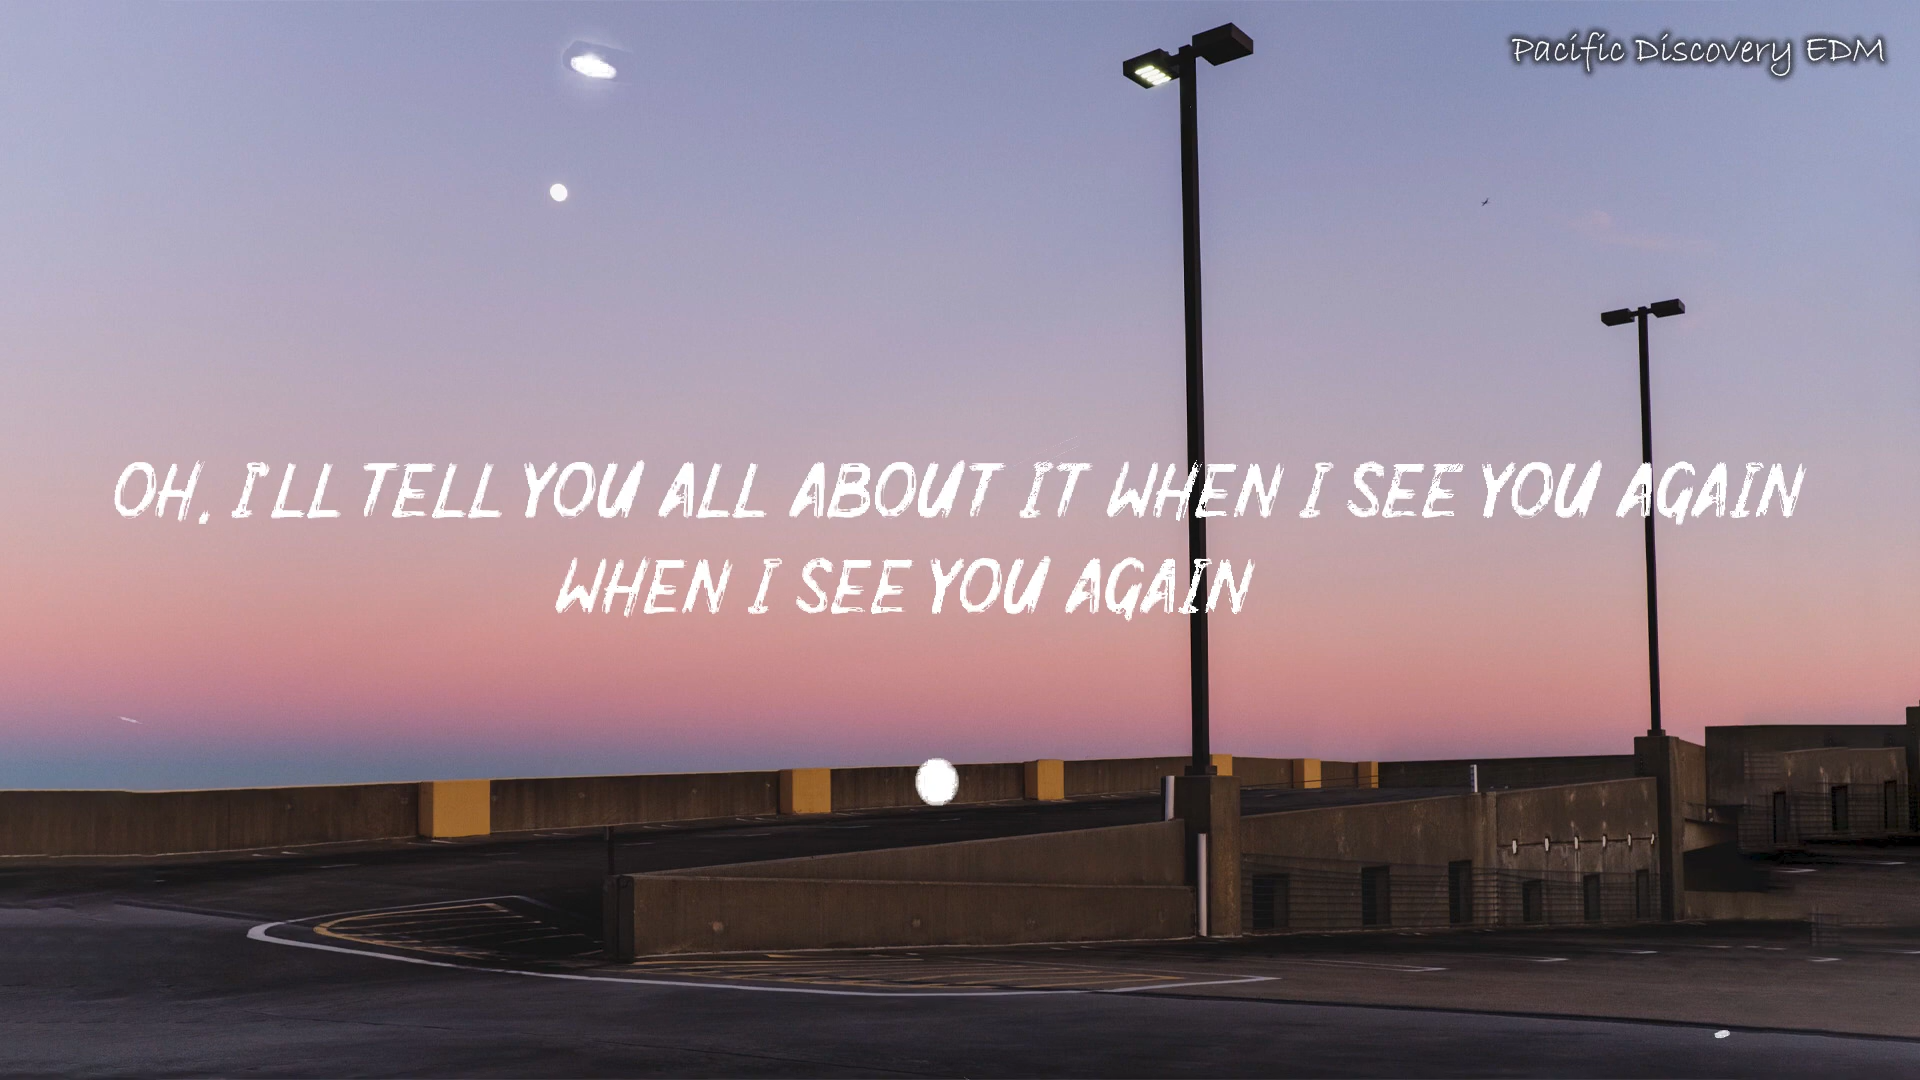 Pacific Discovery EDM
OH, I'LL TELL YOU ALL ABOUT IT WHEN I SEE YOU AGAIN
WHEN I SEE YOU AGAIN